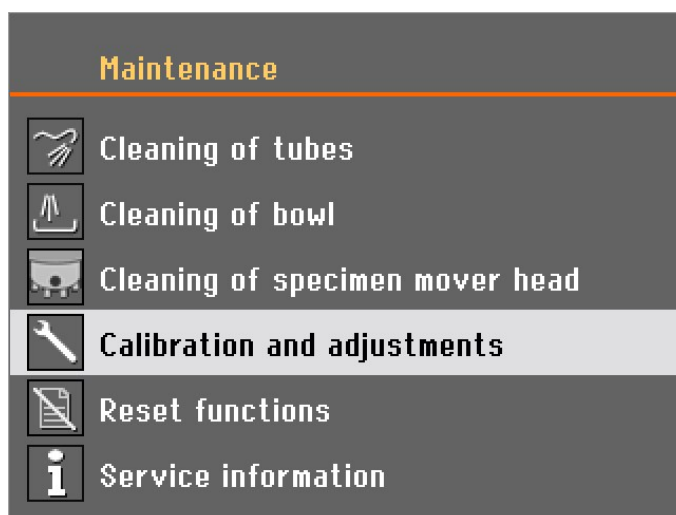 Maintenance
Cleaning of tubes
Cleaning of bowl
Cleaning of specimen mover head
Calibration and adjustments
Reset functions
Service information